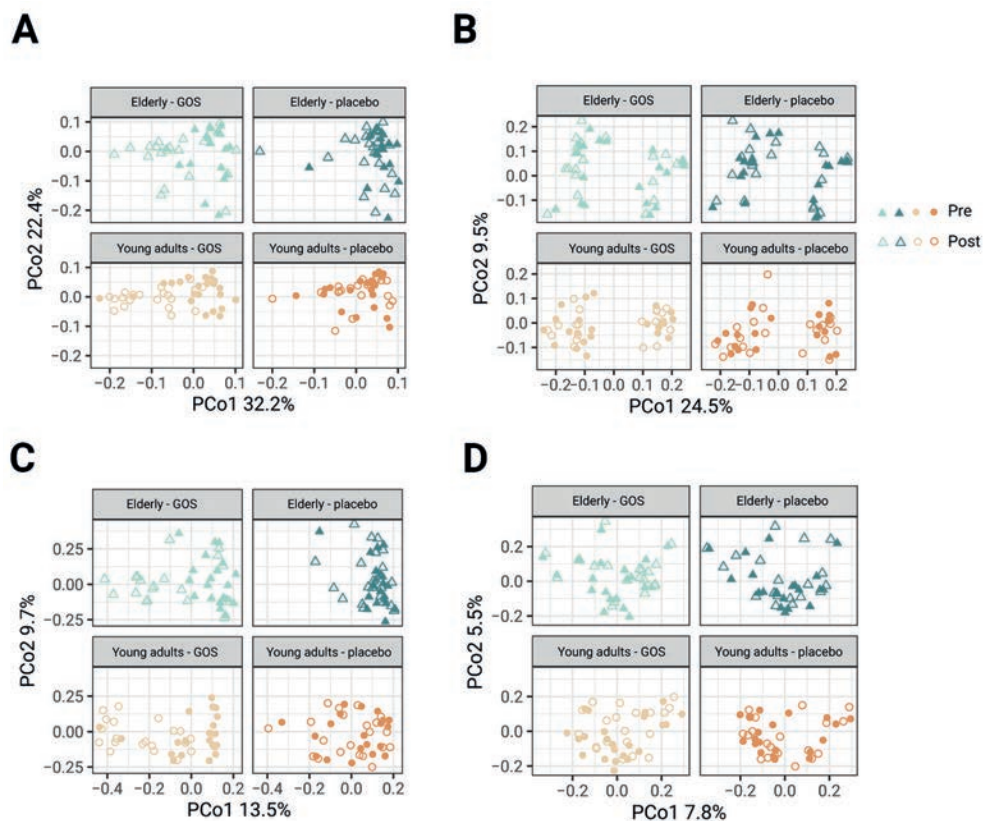 A
Elderly - GOS
Elderly - placebo
0.1
0.0
−0.1
−0.2
Young adults - GOS
Young adults - placebo
0.1
0.0
−0.1
−0.2
PCo2 22.4%
−0.2 −0.1 0.0 0.1
−0.2 −0.1 0.0 0.1
PCo1 32.2%
B
Elderly - GOS
Elderly - placebo
0.2
0.1
0.0
−0.1
Young adults - GOS
Young adults - placebo
0.2
0.1
0.0
−0.1
PCo2 9.5%
−0.2 −0.1 0.0 0.1 0.2
−0.2 −0.1 0.0 0.1 0.2
PCo1 24.5%
Pre
Post
C
Elderly - GOS
Elderly - placebo
0.25
0.00
−0.25
Young adults - GOS
Young adults - placebo
0.25
0.00
−0.25
PCo2 9.7%
−0.4 −0.2 0.0 0.2
−0.4 −0.2 0.0 0.2
PCo1 13.5%
D
Elderly - GOS
Elderly - placebo
0.2
0.0
−0.2
Young adults - GOS
Young adults - placebo
0.2
0.0
−0.2
PCo2 5.5%
−0.2 0.0 0.2
−0.2 0.0 0.2
PCo1 7.8%